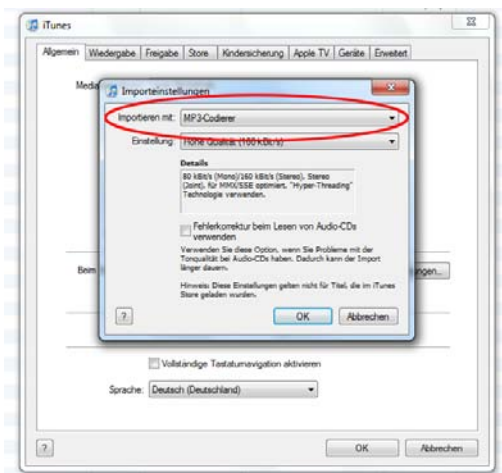 iTunes
Allgemein Wiedergabe Freigabe Store Kindersicherung Apple TV Geräte Erweitert
Importeinstellungen
Importieren mit: MP3-Codierer
Einstellung: Hohe Qualität (160 kBit/s)
Details
80 kBit/s (Mono)/160 kBit/s (Stereo). Stereo
(Joint), für MMX/SSE optimiert, "Hyper-Threading"
Technologie verwenden.
Fehlerkorrektur beim Lesen von Audio-CDs
verwenden
Verwenden Sie diese Option, wenn Sie Probleme mit der
Tonqualität bei Audio-CDs haben. Dadurch kann der Import
länger dauern.
Beim
Hinweis: Diese Einstellungen gelten nicht für Titel, die im iTunes
Store geladen wurden.
? OK Abbrechen
Vollständige Tastaturnavigation aktivieren
Sprache: Deutsch (Deutschland)
? OK Abbrechen